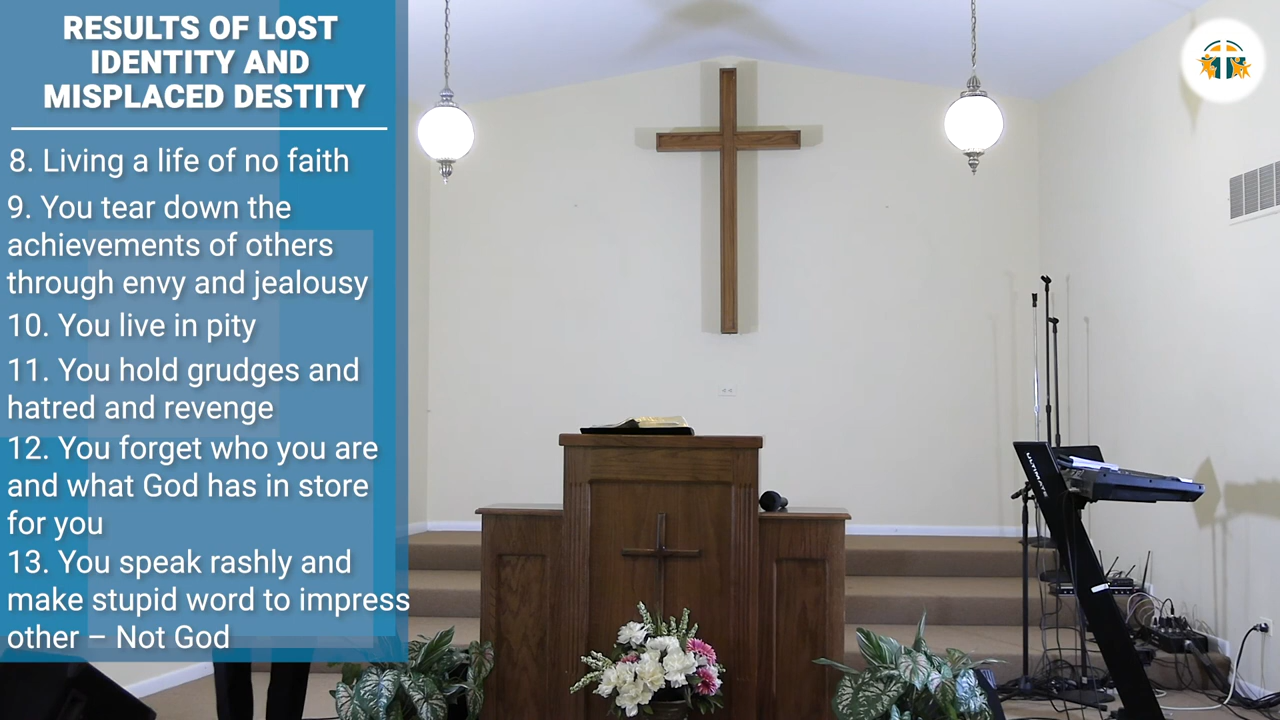 RESULTS OF LOST
IDENTITY AND
MISPLACED DESTITY
8. Living a life of no faith
9. You tear down the
achievements of others
through envy and jealousy
10. You live in pity
11. You hold grudges and
hatred and revenge
12. You forget who you are
and what God has in store
for you
13. You speak rashly and
make stupid word to impress
other – Not God
ULTIMATE